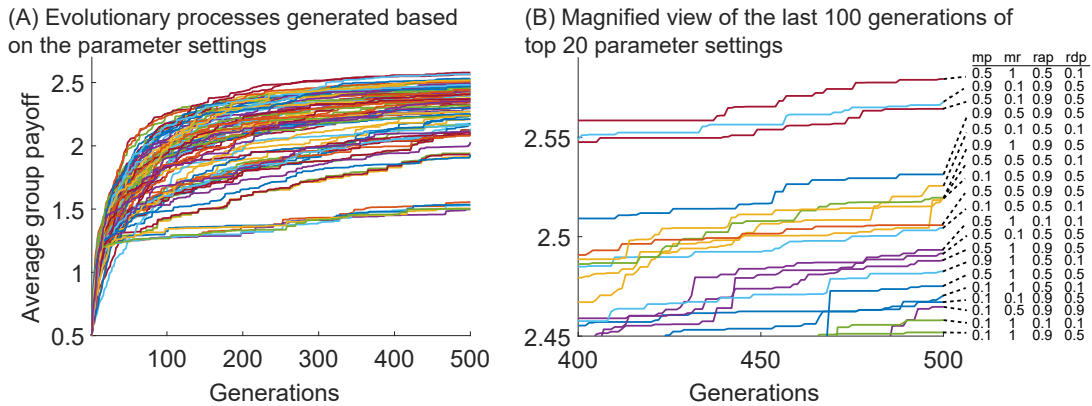 (A) Evolutionary processes generated based
on the parameter settings
Average group payoff
2.5
2
1.5
1
0.5
100 200 300 400 500
Generations
(B) Magnified view of the last 100 generations of
top 20 parameter settings
2.55
2.5
2.45
400 450 500
Generations
mp mr rap rdp
0.5 1 0.5 0.1
0.9 0.1 0.9 0.5
0.5 0.1 0.9 0.5
0.9 0.5 0.9 0.5
0.5 0.1 0.5 0.1
0.9 1 0.9 0.5
0.5 0.5 0.5 0.1
0.1 0.5 0.5 0.1
0.5 0.5 0.9 0.5
0.1 0.1 0.5 0.1
0.5 1 0.1 0.1
0.5 0.1 0.5 0.5
0.5 1 0.9 0.5
0.9 1 0.1 0.1
0.5 1 0.5 0.5
0.1 1 0.5 0.1
0.1 0.1 0.9 0.5
0.1 0.5 0.9 0.9
0.1 1 0.1 0.1
0.1 1 0.9 0.5